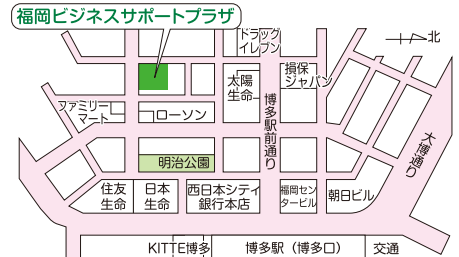 福岡ビジネスサポートプラザ
ドラッグ
イレブン
北
太陽
生命
損保
ジャパン
ファミリー
マート
ローソン
博多駅前通り
大博通り
明治公園
住友
生命
日本
生命
西日本シティ
銀行本店
福岡セン
タービル
朝日ビル
KITTE博多
博多駅（博多口）
交通